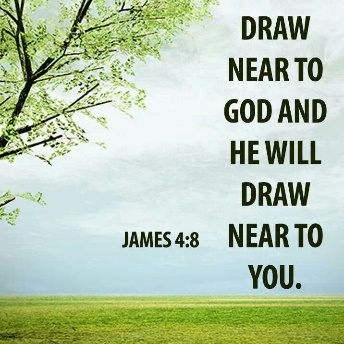 DRAW
NEAR TO
GOD AND
HE WILL
DRAW
NEAR TO
YOU.
JAMES 4:8